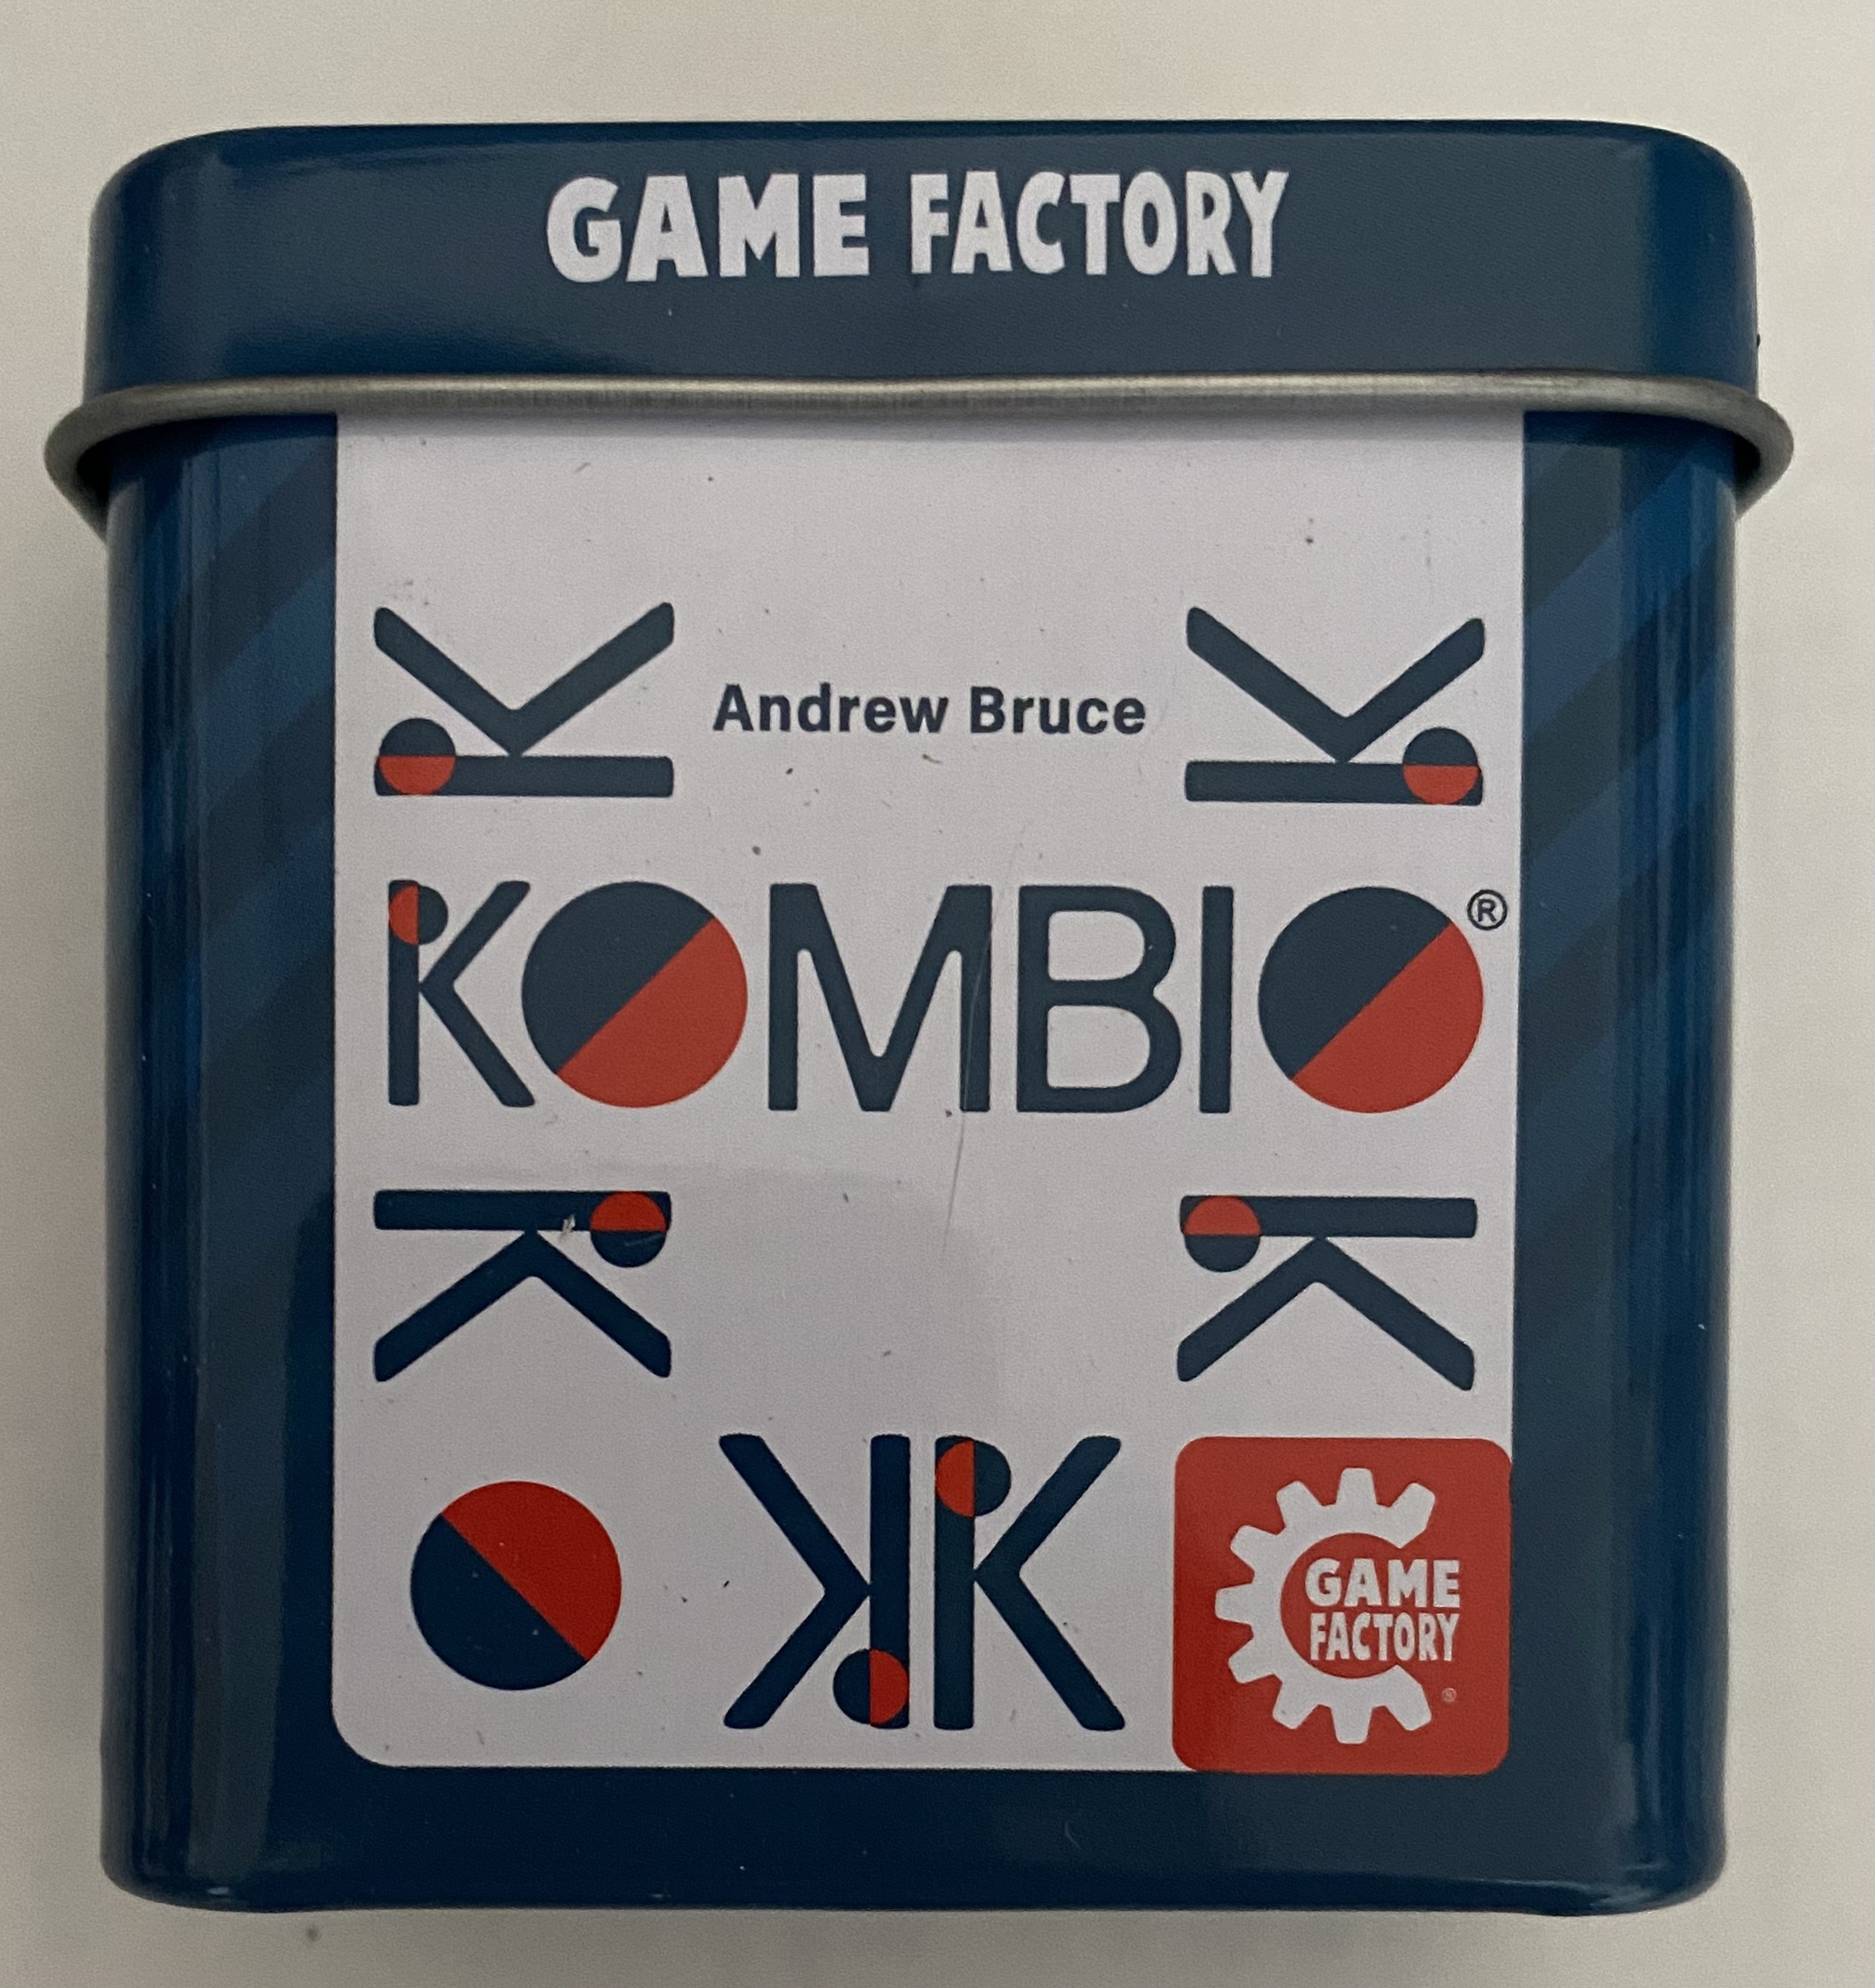 GAME FACTORY
K Andrew Bruce K
KOMBIO®
K K
K K
GAME
FACTORY
®